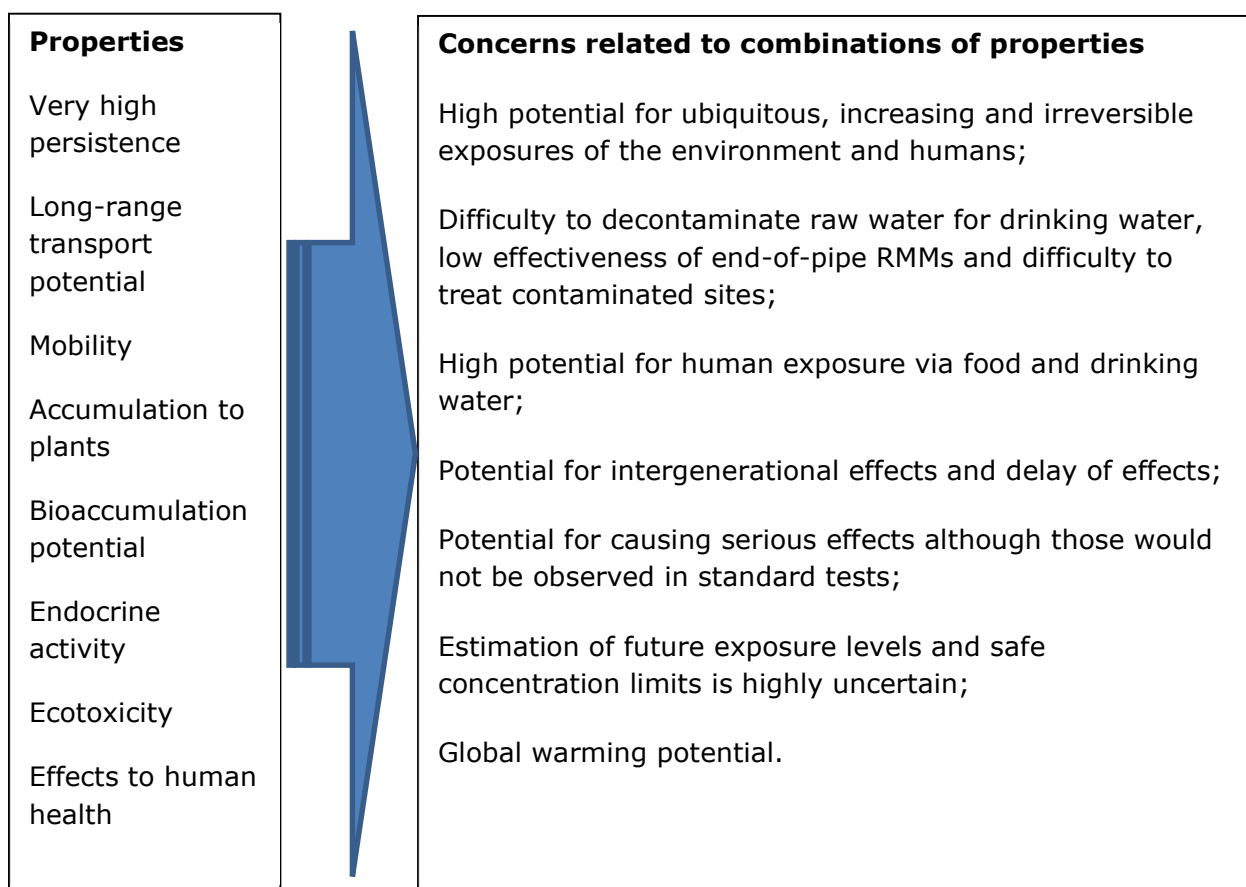 Properties
Very high
persistence
Long-range
transport
potential
Mobility
Accumulation to
plants
Bioaccumulation
potential
Endocrine
activity
Ecotoxicity
Effects to human
health
Concerns related to combinations of properties
High potential for ubiquitous, increasing and irreversible
exposures of the environment and humans;
Difficulty to decontaminate raw water for drinking water,
low effectiveness of end-of-pipe RMMs and difficulty to
treat contaminated sites;
High potential for human exposure via food and drinking
water;
Potential for intergenerational effects and delay of effects;
Potential for causing serious effects although those would
not be observed in standard tests;
Estimation of future exposure levels and safe
concentration limits is highly uncertain;
Global warming potential.